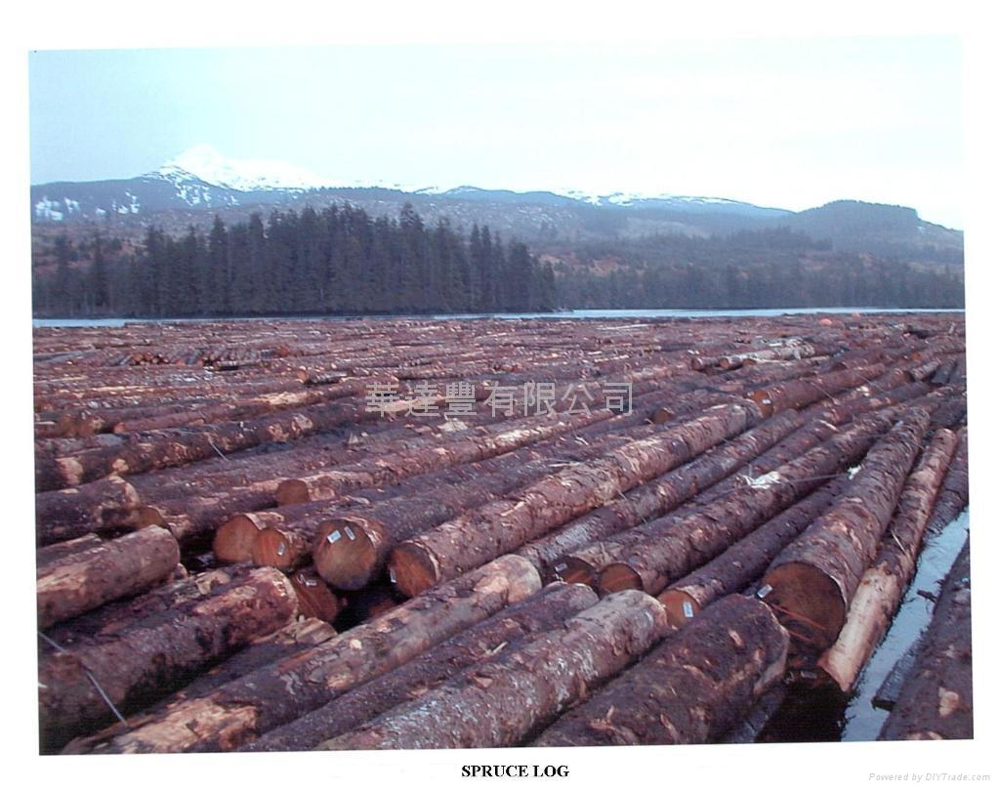 華達豐有限公司
SPRUCE LOG
Powered by DIYTrade.com